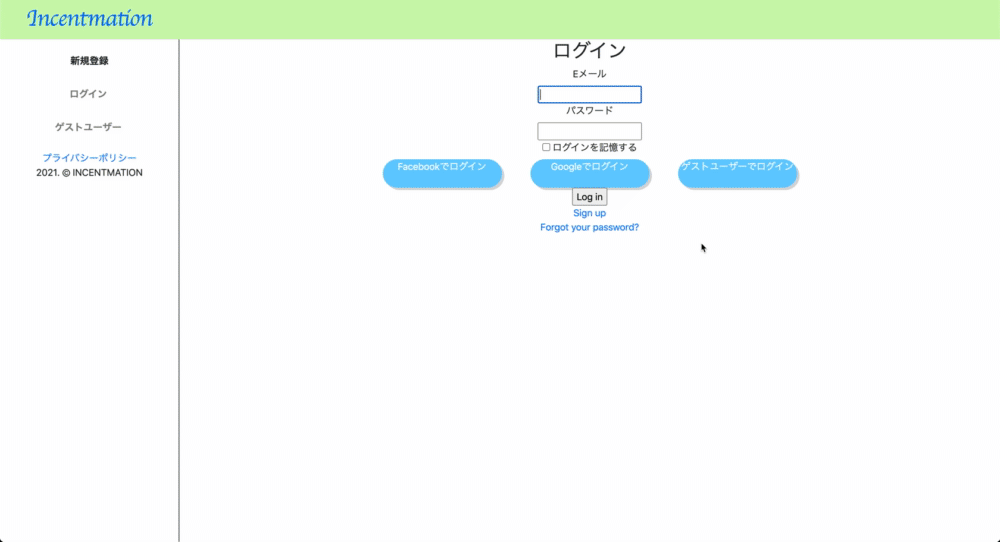 Incentmation
新規登録
ログイン
ゲストユーザー
プライバシーポリシー
2021. © INCENTMATION
ログイン
Eメール
パスワード
ログインを記憶する
Facebookでログイン
Googleでログイン
ゲストユーザーでログイン
Log in
Sign up
Forgot your password?